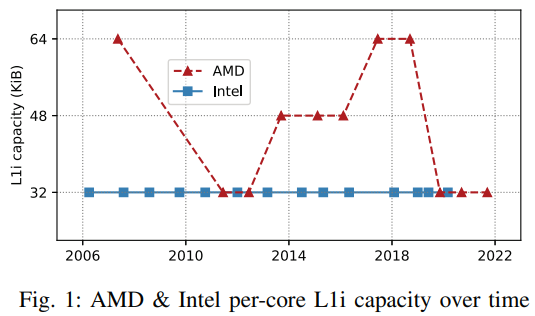 64
48
32
L1i capacity (KiB)
AMD
Intel
2006 2010 2014 2018 2022
Fig. 1: AMD & Intel per-core L1i capacity over time